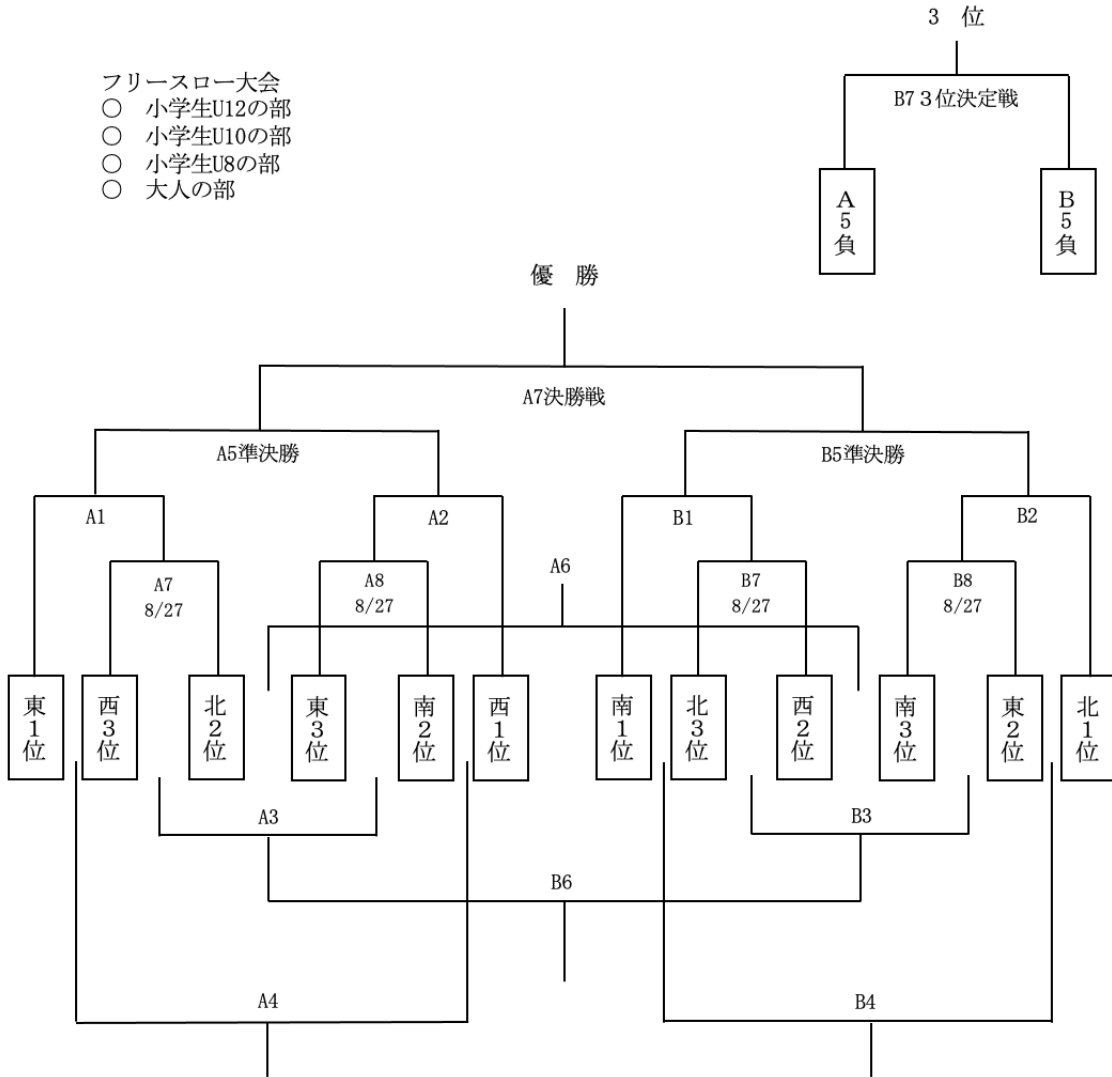 3 位
B7３位決定戦
A5負
B5負
フリースロー大会
○ 小学生U12の部
○ 小学生U10の部
○ 小学生U8の部
○ 大人の部
優 勝
A7決勝戦
A5準決勝
B5準決勝
A1
A2
B1
B2
A6
A7
8/27
A8
8/27
B7
8/27
B8
8/27
東1位
西3位
北2位
東3位
南2位
西1位
南1位
北3位
西2位
南3位
東2位
北1位
A3
B3
B6
A4
B4